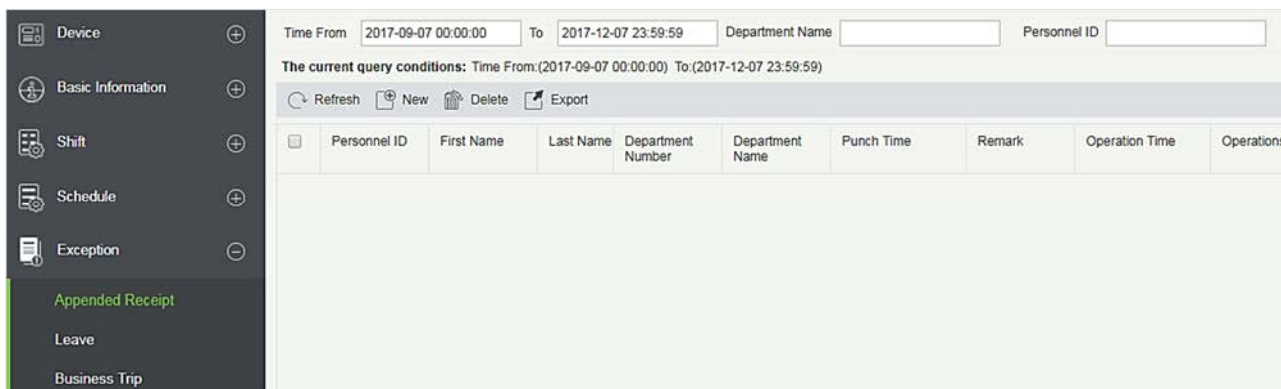 Device
Basic Information
Shift
Schedule
Exception
Appended Receipt
Leave
Business Trip
Time From 2017-09-07 00:00:00 To 2017-12-07 23:59:59 Department Name Personnel ID
The current query conditions: Time From:(2017-09-07 00:00:00) To:(2017-12-07 23:59:59)
Refresh New Delete Export
Personnel ID First Name Last Name Department Number Department Name Punch Time Remark Operation Time Operations